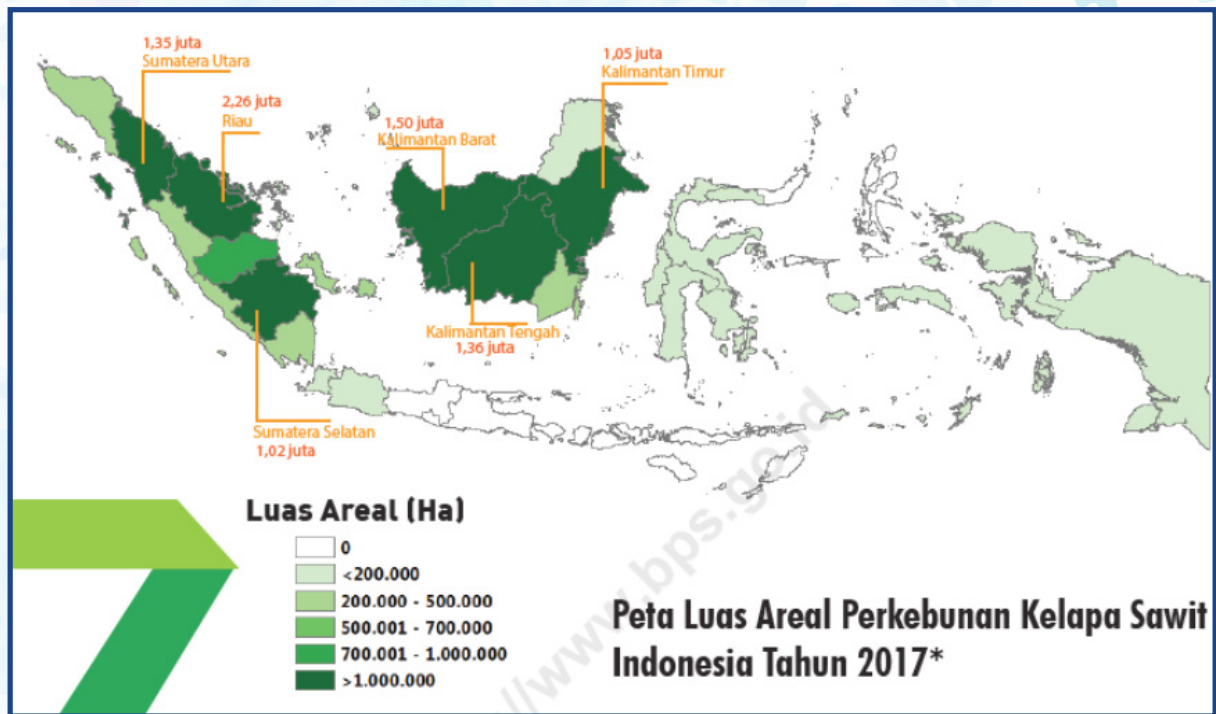 1,35 juta
Sumatera Utara
2,26 juta
Riau
1,50 juta
Kalimantan Barat
1,05 juta
Kalimantan Timur
Kalimantan Tengah
1,36 juta
Sumatera Selatan
1,02 juta
Luas Areal (Ha)
0
<200.000
200.000 - 500.000
500.001 - 700.000
700.001 - 1.000.000
>1.000.000
Peta Luas Areal Perkebunan Kelapa Sawit
Indonesia Tahun 2017*
//www.bps.go.id